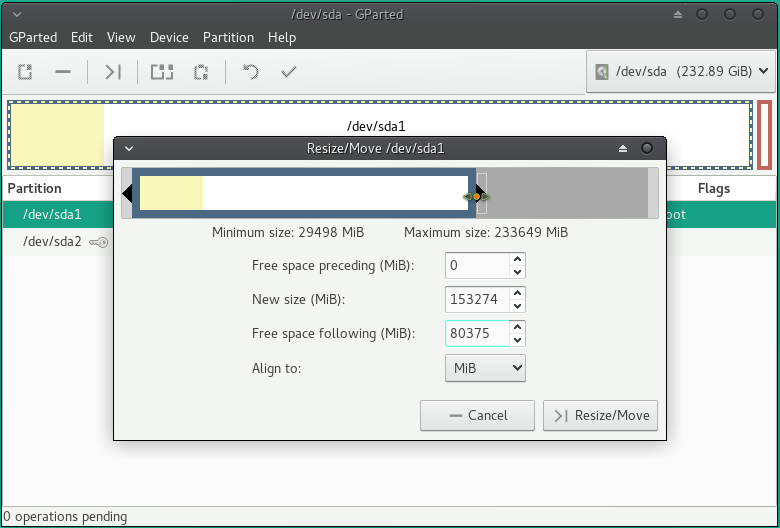 /dev/sda - GParted
GParted Edit View Device Partition Help
/dev/sda (232.89 GiB)
/dev/sda1
Resize/Move /dev/sda1
Partition
Flags
/dev/sda1
/dev/sda2
Minimum size: 29498 MiB Maximum size: 233649 MiB
Free space preceding (MiB): 0
New size (MiB): 153274
Free space following (MiB): 80375
Align to: MiB
Cancel Resize/Move
0 operations pending